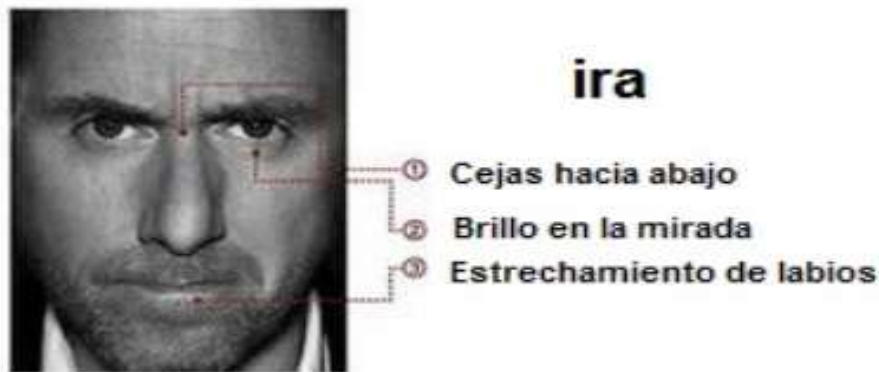 ira
① Cejas hacia abajo
② Brillo en la mirada
③ Estrechamiento de labios